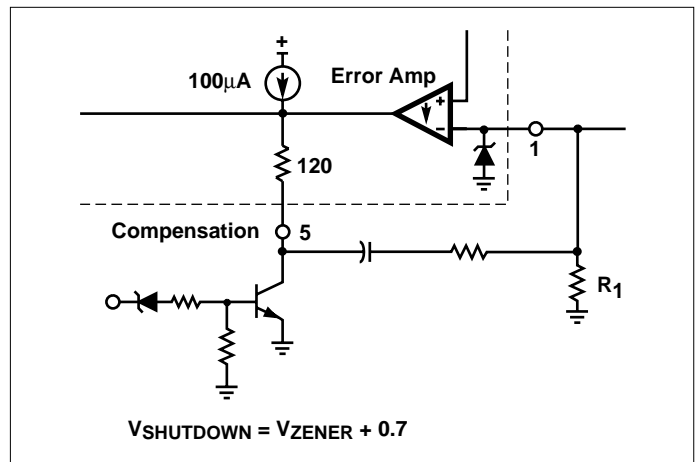 +
100µA
Error Amp
+
−
1
120
Compensation
5
R1
VSHUTDOWN = VZENER + 0.7